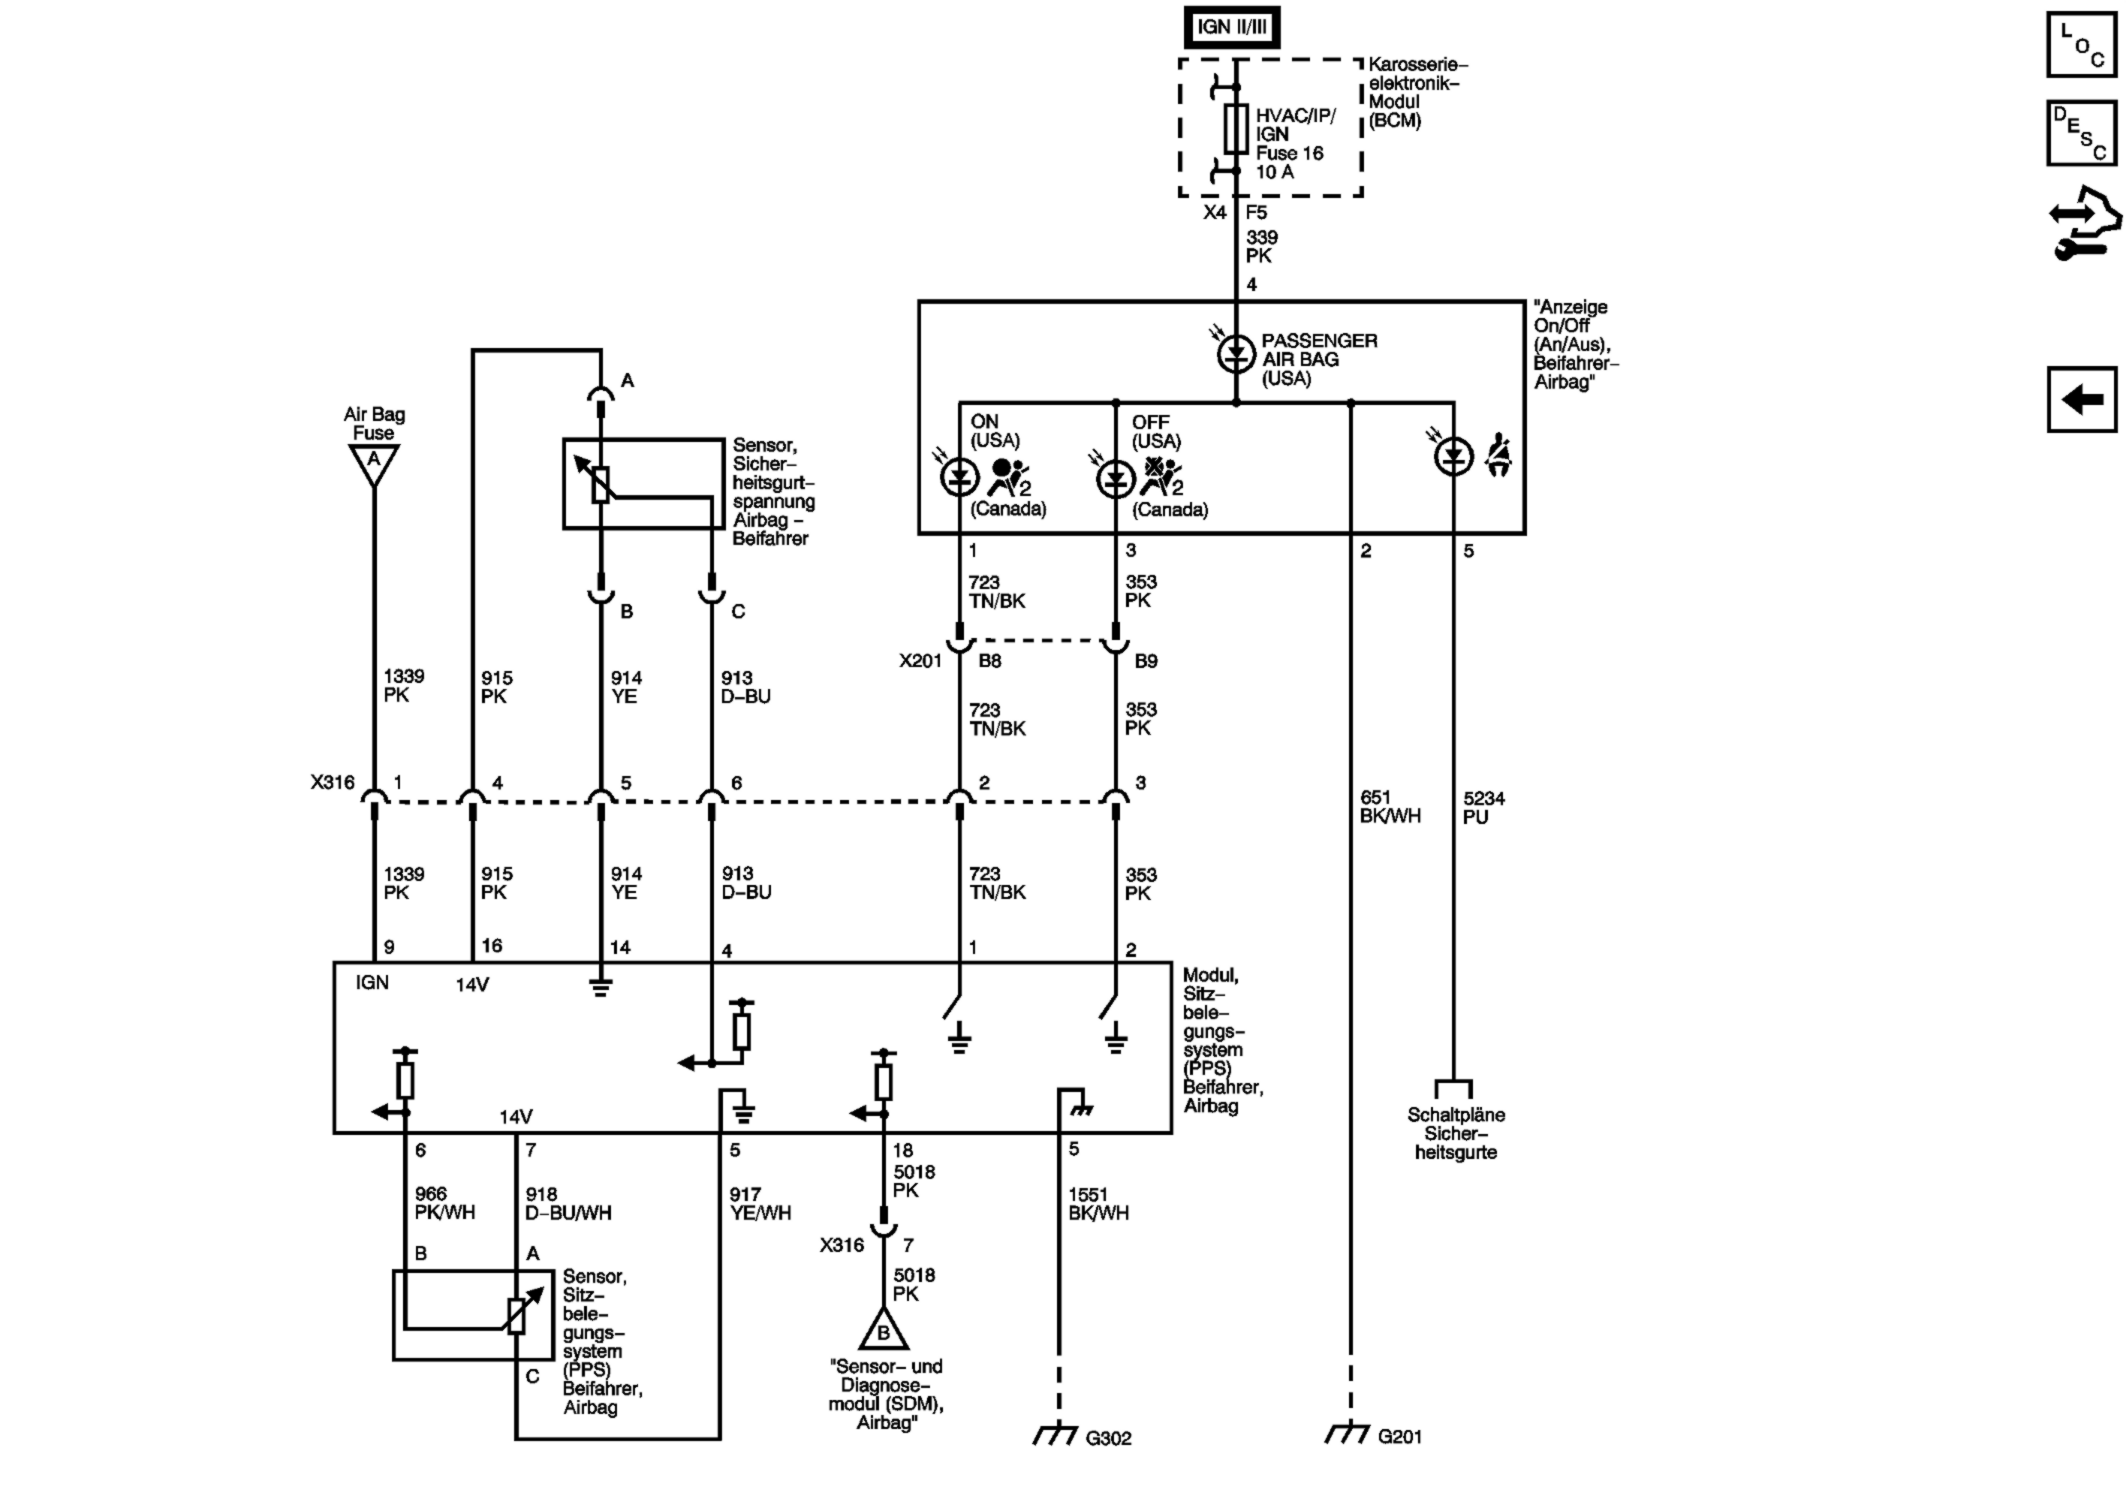 IGN II/III
Karosserie–
elektronik–
Modul
(BCM)
HVAC/IP/
IGN
Fuse 16
10 A
X4 F5
339
PK
4
L
O
C
D
E
S
C
"Anzeige
On/Off
(An/Aus),
Beifahrer–
Airbag"
PASSENGER
AIR BAG
(USA)
ON
(USA)
2
(Canada)
OFF
(USA)
2
(Canada)
1 3 2 5
Air Bag
Fuse
A
A
Sensor,
Sicher–
heitsgurt–
spannung
Airbag –
Beifahrer
B C
723
TN/BK
353
PK
X201 B8 B9
1339
PK
915
PK
914
YE
913
D–BU
723
TN/BK
353
PK
X316 1 4 5 6 2 3
651
BK/WH
5234
PU
1339
PK
915
PK
914
YE
913
D–BU
723
TN/BK
353
PK
9 16 14 4 1 2
IGN 14V
Modul,
Sitz–
bele–
gungs–
system
(PPS)
Beifahrer,
Airbag
14V
Schaltpläne
Sicher–
heitsgurte
6 7 5 18 5
5018
PK
966
PK/WH
918
D–BU/WH
917
YE/WH
1551
BK/WH
X316 7
B A
5018
PK
Sensor,
Sitz–
bele–
gungs–
system
(PPS)
Beifahrer,
Airbag
C
B
"Sensor– und
Diagnose–
modul (SDM),
Airbag"
G302
G201